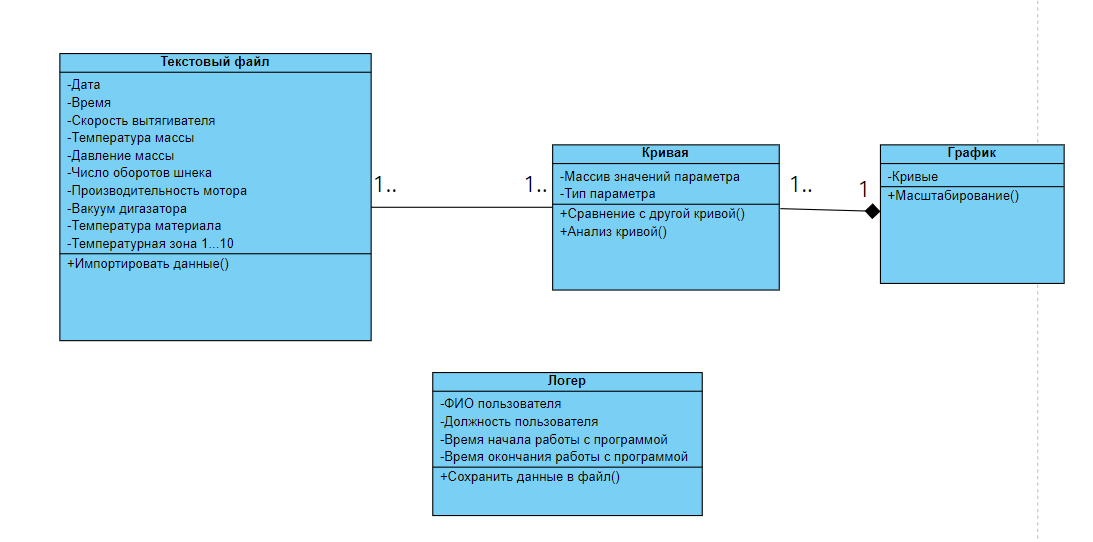 Текстовый файл
-Дата
-Время
-Скорость вытягивателя
-Температура массы
-Давление массы
-Число оборотов шнека
-Производительность мотора
-Вакуум дигазатора
-Температура материала
-Температурная зона 1...10
+Импортировать данные()
1..
1..
Кривая
-Массив значений параметра
-Тип параметра
+Сравнение с другой кривой()
+Анализ кривой()
1..
1
График
-Кривые
+Масштабирование()
Логер
-ФИО пользователя
-Должность пользователя
-Время начала работы с программой
-Время окончания работы с программой
+Сохранить данные в файл()